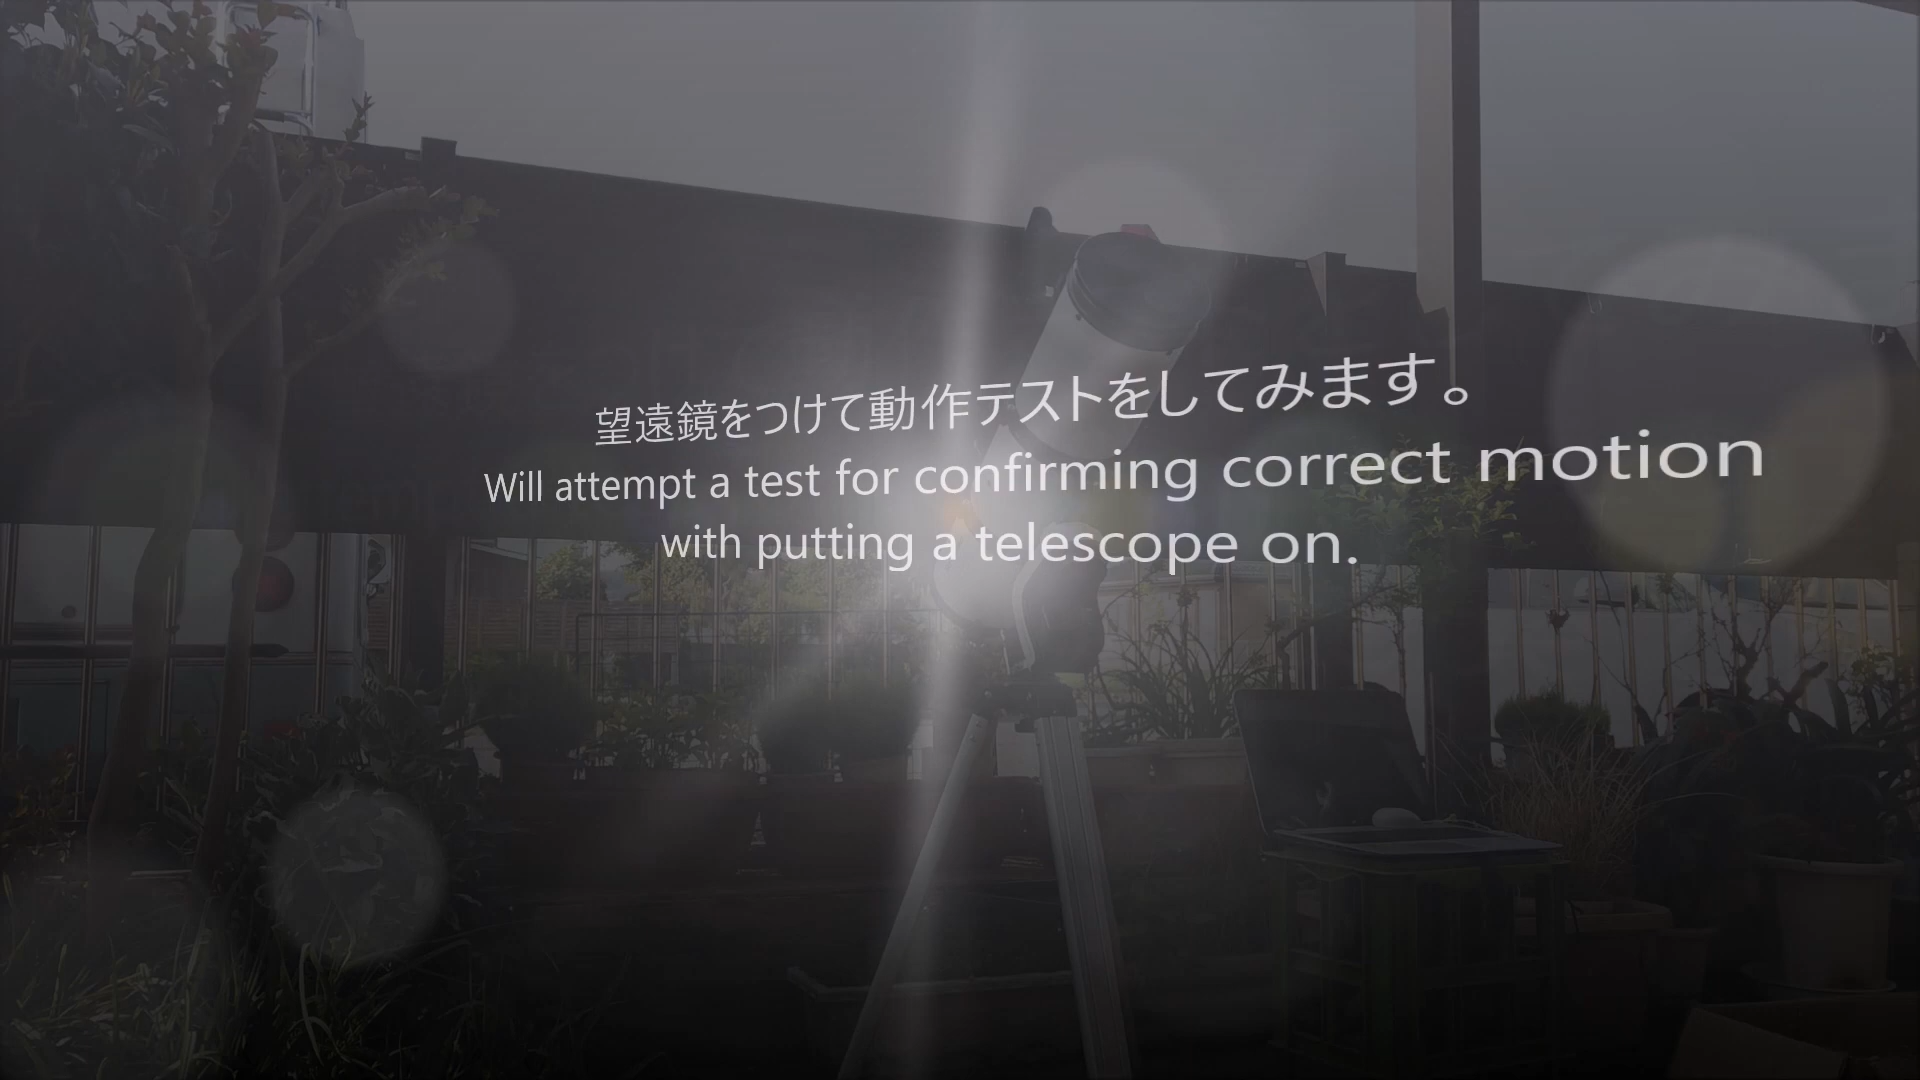 望遠鏡をつけて動作テストをしてみます。
Will attempt a test for confirming correct motion
with putting a telescope on.